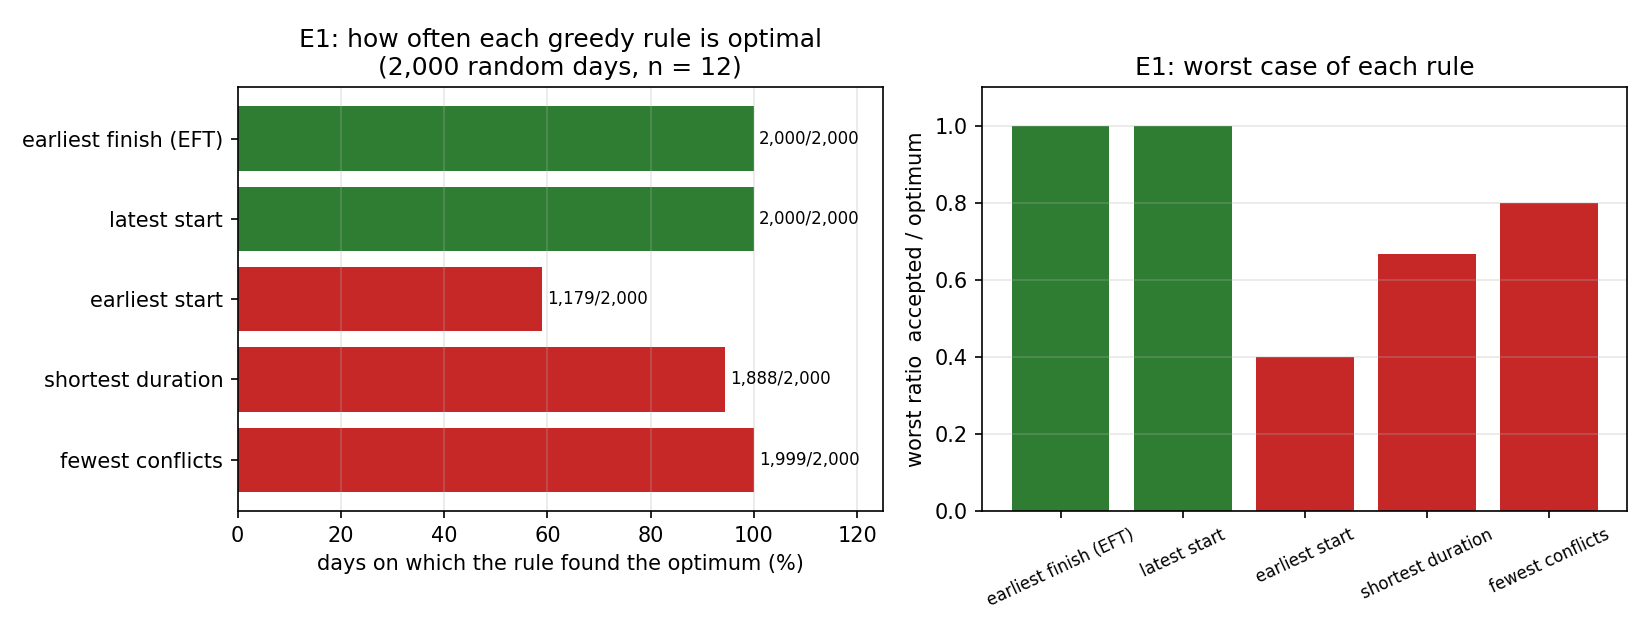 E1: how often each greedy rule is optimal
(2,000 random days, n = 12)
earliest finish (EFT)
2,000/2,000
latest start
2,000/2,000
earliest start
1,179/2,000
shortest duration
1,888/2,000
fewest conflicts
1,999/2,000
0 20 40 60 80 100 120
days on which the rule found the optimum (%)
E1: worst case of each rule
worst ratio accepted / optimum
1.0
0.8
0.6
0.4
0.2
0.0
earliest finish (EFT)
latest start
earliest start
shortest duration
fewest conflicts